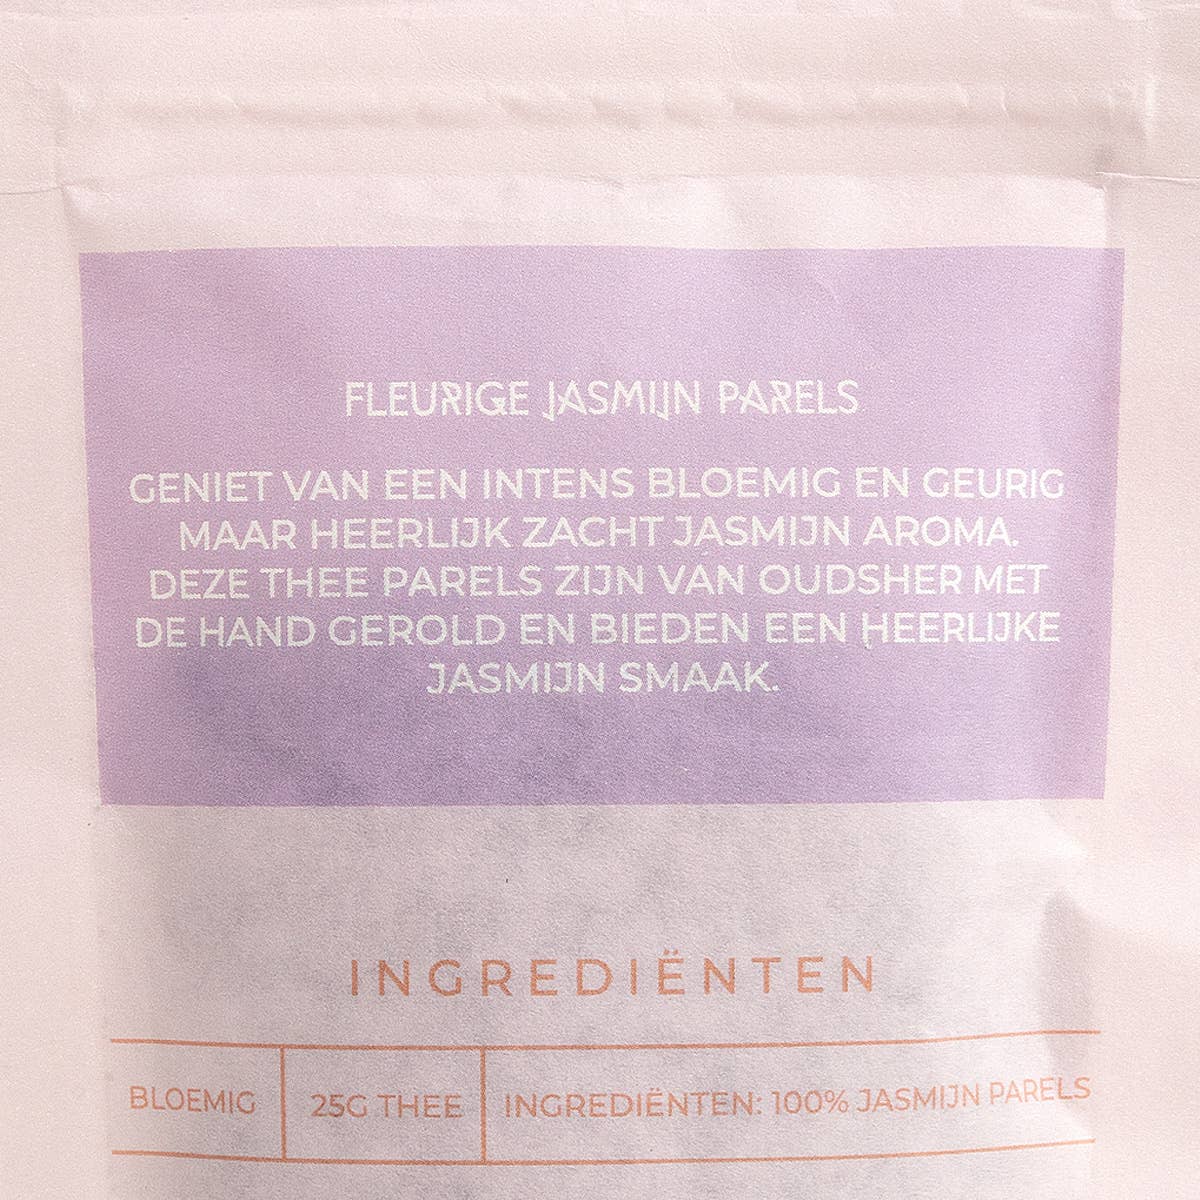 FLEURIGE JASMIJN PARELS
GENIET VAN EEN INTENS BLOEMIG EN GEURIG
MAAR HEERLIJK ZACHT JASMIJN AROMA.
DEZE THEE PARELS ZIJN VAN OUDSHER MET
DE HAND GEROLD EN BIEDEN EEN HEERLIJKE
JASMIJN SMAAK.
INGREDIËNTEN
BLOEMIG 25G THEE INGREDIËNTEN: 100% JASMIJN PARELS